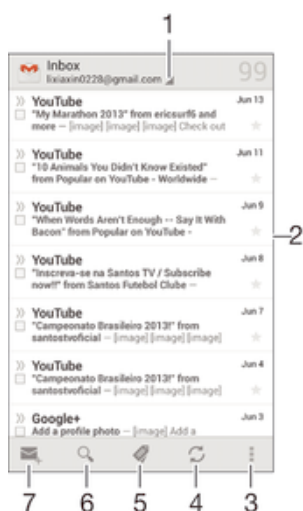 1
Inbox
lixiaxin0228@gmail.com
99
YouTube Jun 13
"My Marathon 2013" from ericsurf6 and
more – [image] [image] [image] Check out
YouTube Jun 11
"10 Animals You Didn't Know Existed"
from Popular on YouTube - Worldwide –
YouTube Jun 9
"When Words Aren't Enough -- Say It With
Bacon" from Popular on YouTube -
2
YouTube Jun 8
"Inscreva-se na Santos TV / Subscribe
now!!" from Santos Futebol Clube –
YouTube Jun 7
"Campeonato Brasileiro 2013!" from
santostvoficial – [image] [image] [image]
YouTube Jun 4
"Campeonato Brasileiro 2013!" from
santostvoficial – [image] [image] [image]
Google+ Jun 3
Add a profile photo – [image] Add a
7 6 5 4 3